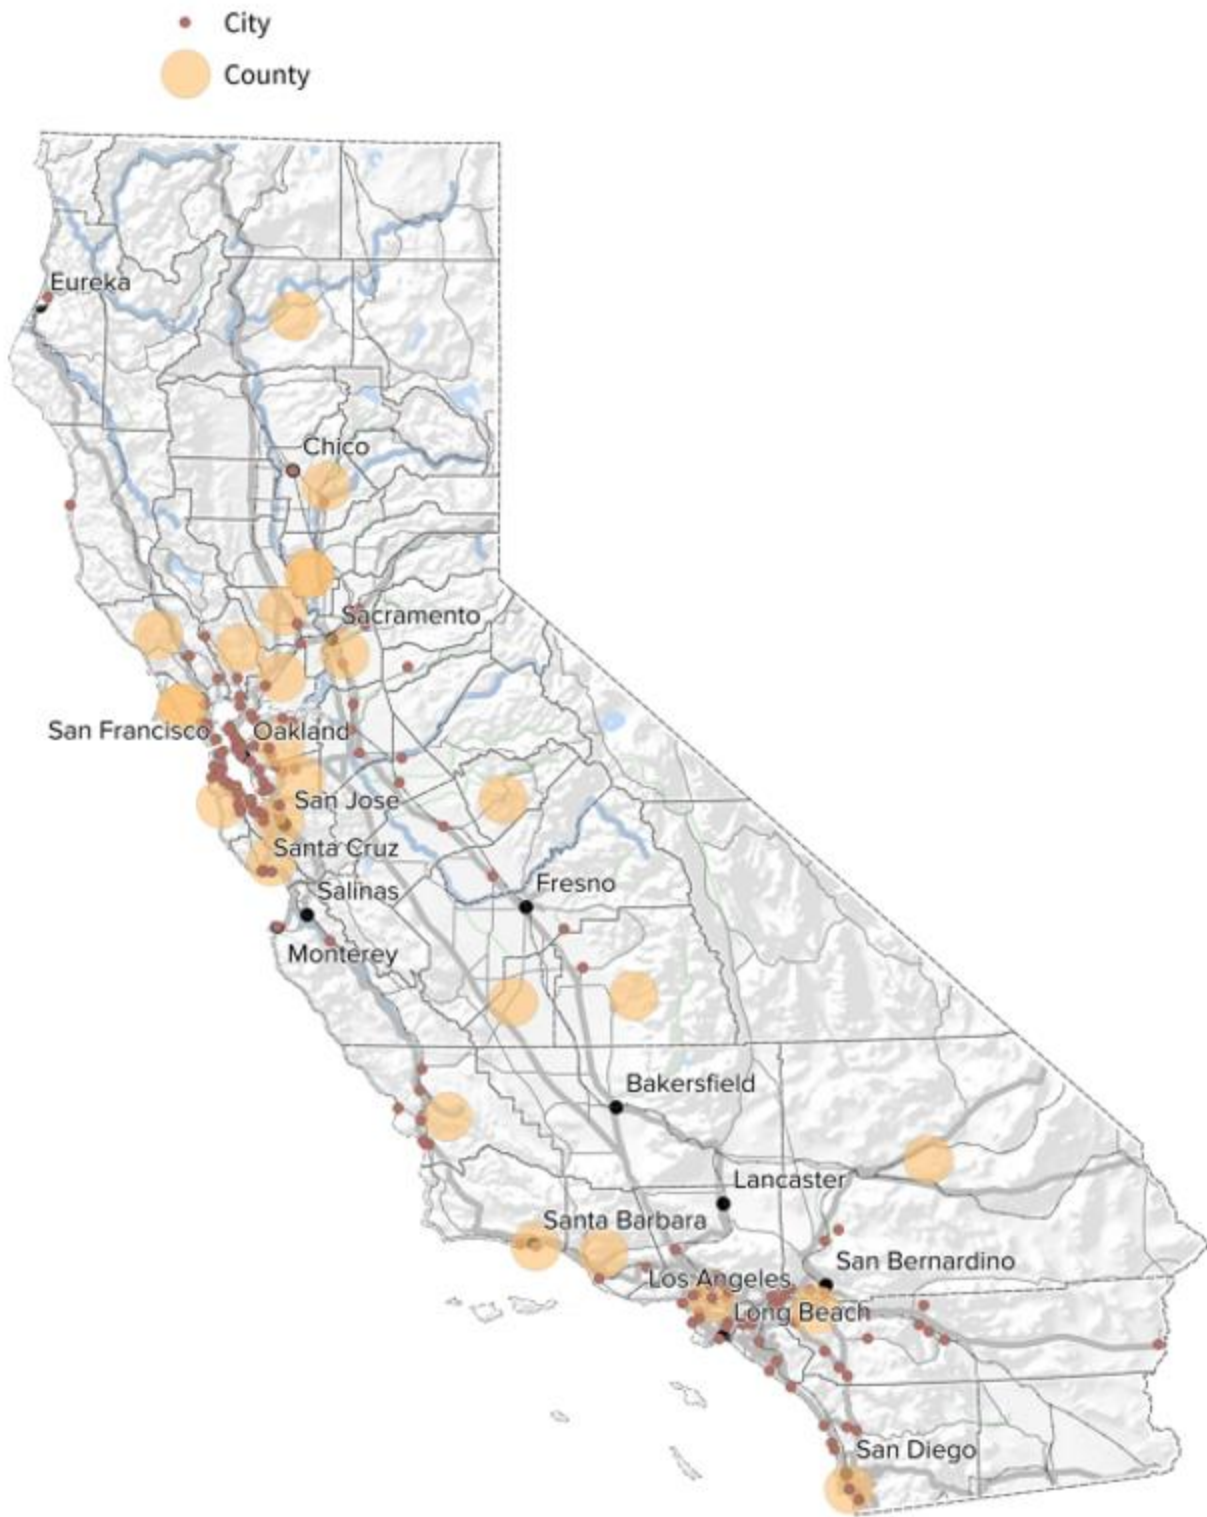 City
County
Eureka
Chico
Sacramento
San Francisco
Oakland
San Jose
Santa Cruz
Salinas
Fresno
Monterey
Bakersfield
Lancaster
Santa Barbara
San Bernardino
Los Angeles
Long Beach
San Diego